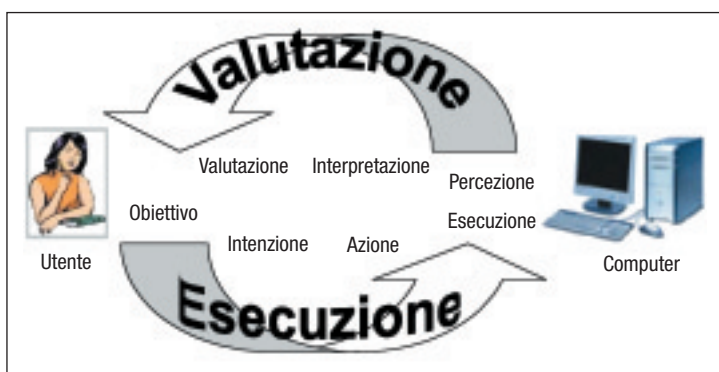 Valutazione
Valutazione Interpretazione
Percezione
Obiettivo
Esecuzione
Intenzione Azione
Utente
Computer
Esecuzione